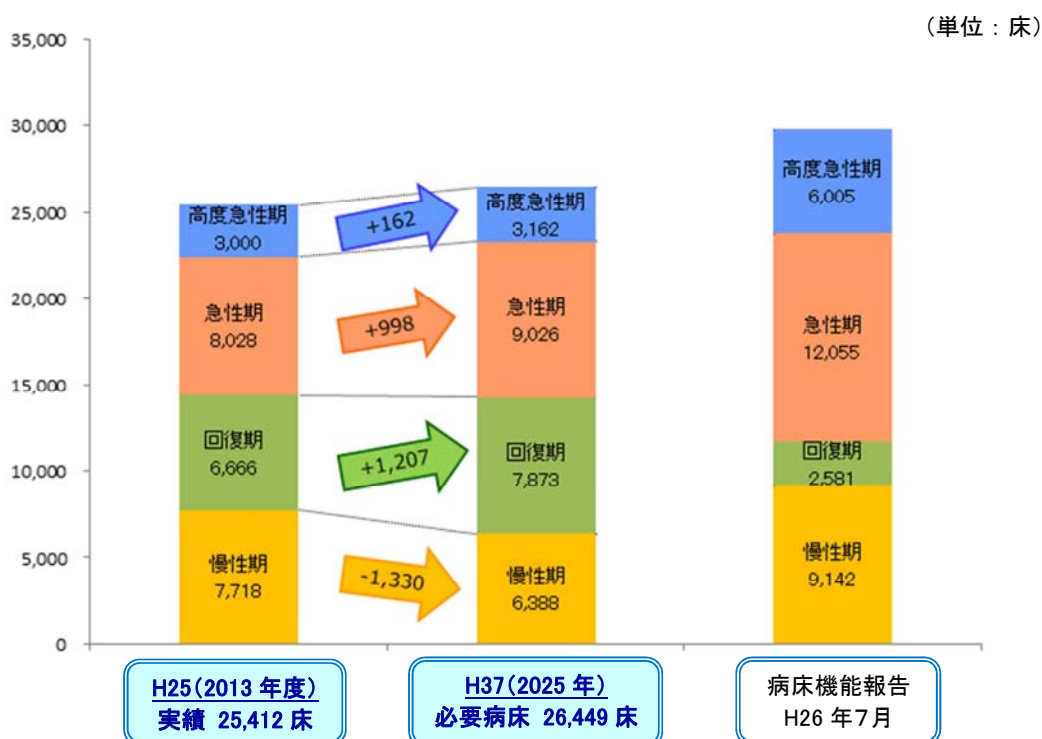 （単位：床）
35,000
30,000
25,000
20,000
15,000
10,000
5,000
0
高度急性期
3,000
急性期
8,028
回復期
6,666
慢性期
7,718
+162
+998
+1,207
-1,330
高度急性期
3,162
急性期
9,026
回復期
7,873
慢性期
6,388
高度急性期
6,005
急性期
12,055
回復期
2,581
慢性期
9,142
H25(2013 年度)
実績 25,412 床
H37(2025 年)
必要病床 26,449 床
病床機能報告
H26 年７月